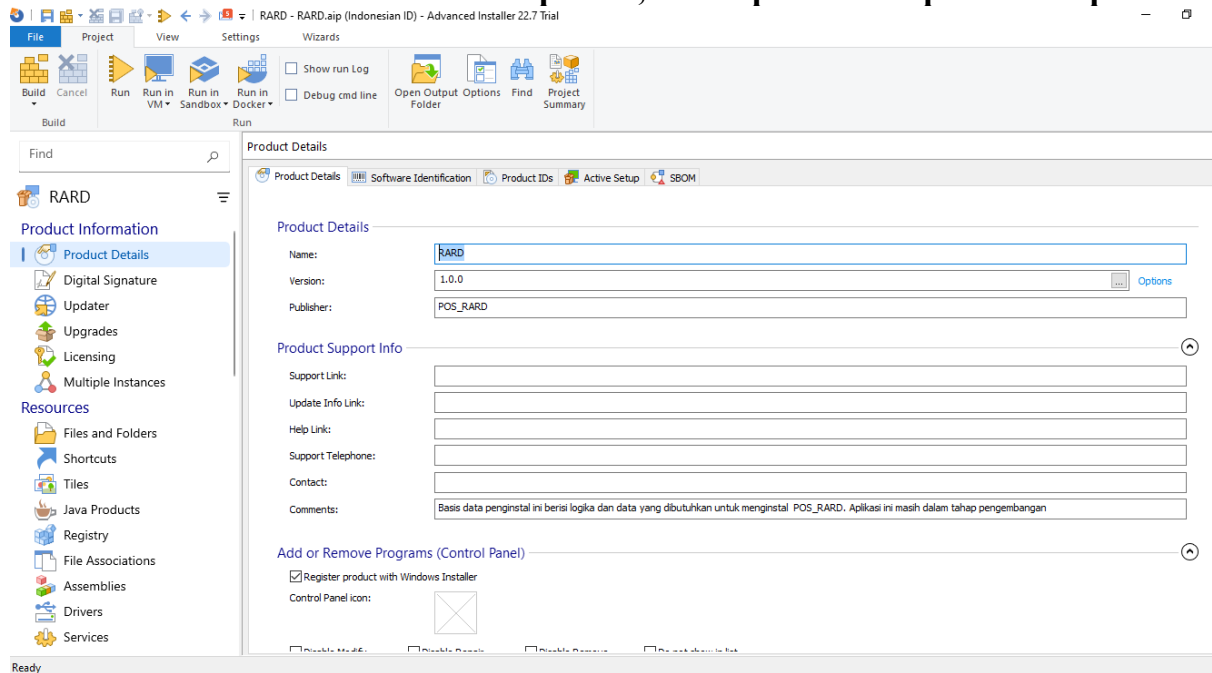 RARD - RARD.aip (Indonesian ID) - Advanced Installer 22.7 Trial
File Project View Settings Wizards
Build Cancel Run Run in VM Run in Sandbox Run in Docker
Show run Log
Debug cmd line
Open Output Folder Options Find Project Summary
Build Run
Find
RARD
Product Information
Product Details
Digital Signature
Updater
Upgrades
Licensing
Multiple Instances
Resources
Files and Folders
Shortcuts
Tiles
Java Products
Registry
File Associations
Assemblies
Drivers
Services
Product Details
Product Details Software Identification Product IDs Active Setup SBOM
Product Details
Name: RARD
Version: 1.0.0 ... Options
Publisher: POS_RARD
Product Support Info
Support Link:
Update Info Link:
Help Link:
Support Telephone:
Contact:
Comments: Basis data penginstal ini berisi logika dan data yang dibutuhkan untuk menginstal POS_RARD. Aplikasi ini masih dalam tahap pengembangan
Add or Remove Programs (Control Panel)
Register product with Windows Installer
Control Panel icon:
Ready